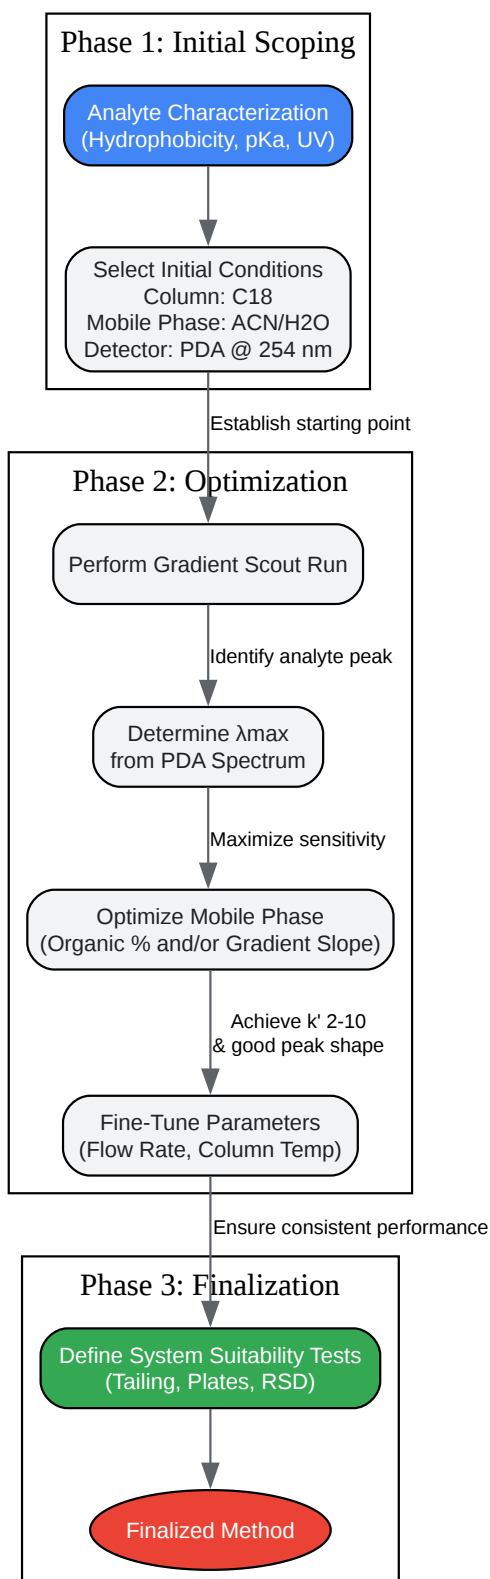 Phase 1: Initial Scoping
Analyte Characterization
(Hydrophobicity, pKa, UV)
Select Initial Conditions
Column: C18
Mobile Phase: ACN/H2O
Detector: PDA @ 254 nm
Establish starting point
Phase 2: Optimization
Perform Gradient Scout Run
Identify analyte peak
Determine λmax
from PDA Spectrum
Maximize sensitivity
Optimize Mobile Phase
(Organic % and/or Gradient Slope)
Achieve k' 2-10
& good peak shape
Fine-Tune Parameters
(Flow Rate, Column Temp)
Ensure consistent performance
Phase 3: Finalization
Define System Suitability Tests
(Tailing, Plates, RSD)
Finalized Method